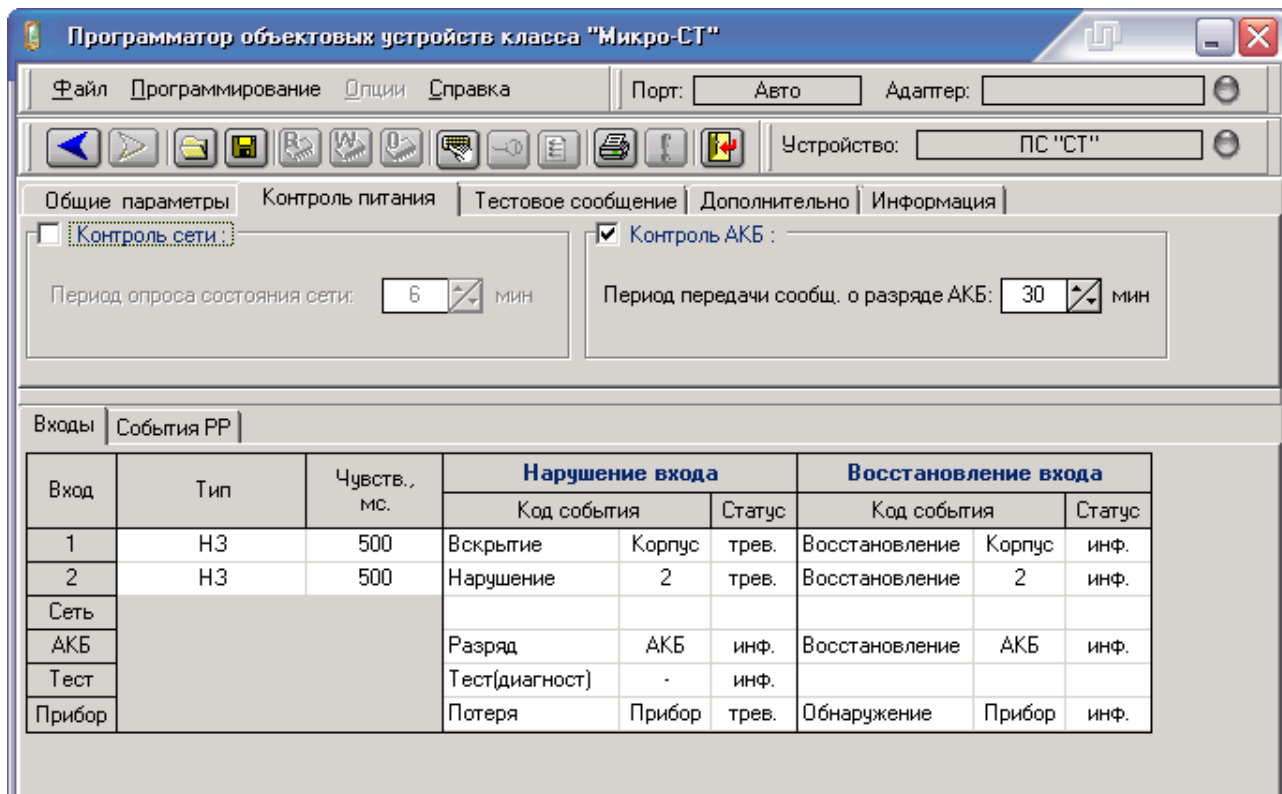 Программатор объектовых устройств класса "Микро-СТ"
Файл Программирование Опции Справка Порт: Авто Адаптер:
Устройство: ПС "СТ"
Общие параметры Контроль питания Тестовое сообщение Дополнительно Информация
Контроль сети : Контроль АКБ :
Период опроса состояния сети: 6 мин Период передачи сообщ. о разряде АКБ: 30 мин
Входы События РР
Вход Тип Чувств., мс. Нарушение входа Восстановление входа
Код события Статус Код события Статус
1 НЗ 500 Вскрытие Корпус трев. Восстановление Корпус инф.
2 НЗ 500 Нарушение 2 трев. Восстановление 2 инф.
Сеть
АКБ Разряд АКБ инф. Восстановление АКБ инф.
Тест Тест(диагност) - инф.
Прибор Потеря Прибор трев. Обнаружение Прибор инф.